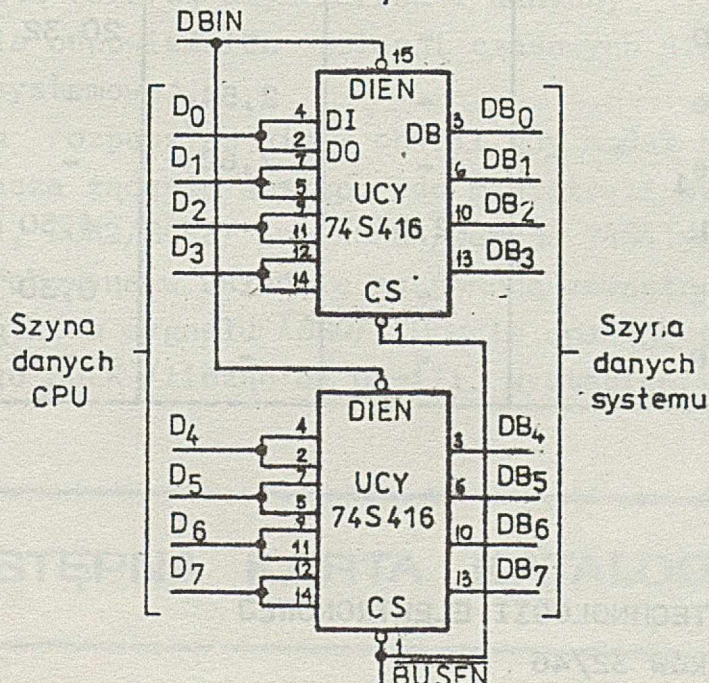 DBIN
15
DIEN
D0
4
DI
2
DO
DB
3
DB0
D1
7
5
6
DB1
D2
9
11
UCY
74S416
10
DB2
D3
12
14
13
DB3
CS
1
Szyna
danych
CPU
Szyna
danych
systemu
DIEN
D4
4
2
3
DB4
D5
7
5
UCY
74S416
6
DB5
D6
9
11
10
DB6
D7
12
14
13
DB7
CS
1
BUSEN